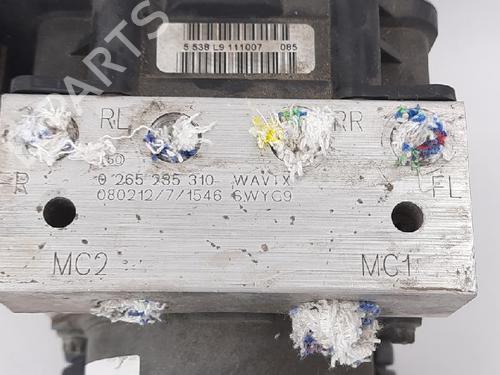 5 538 L9 111007 085
RL RR
0 265 235 310 WAV1X
080212/7/1546 6WYC9
FL
MC2 MC1